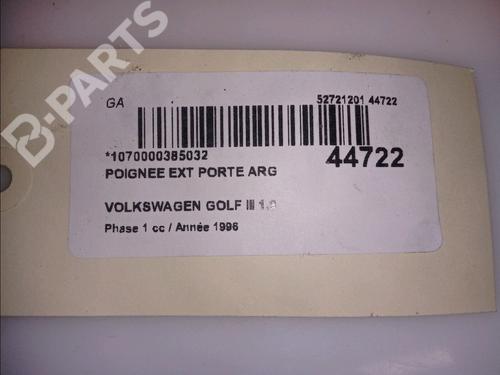 B-PARTS
GA
52721201 44722
*1070000385032
44722
POIGNEE EXT PORTE ARG
VOLKSWAGEN GOLF III
Phase 1 cc / Année 1996